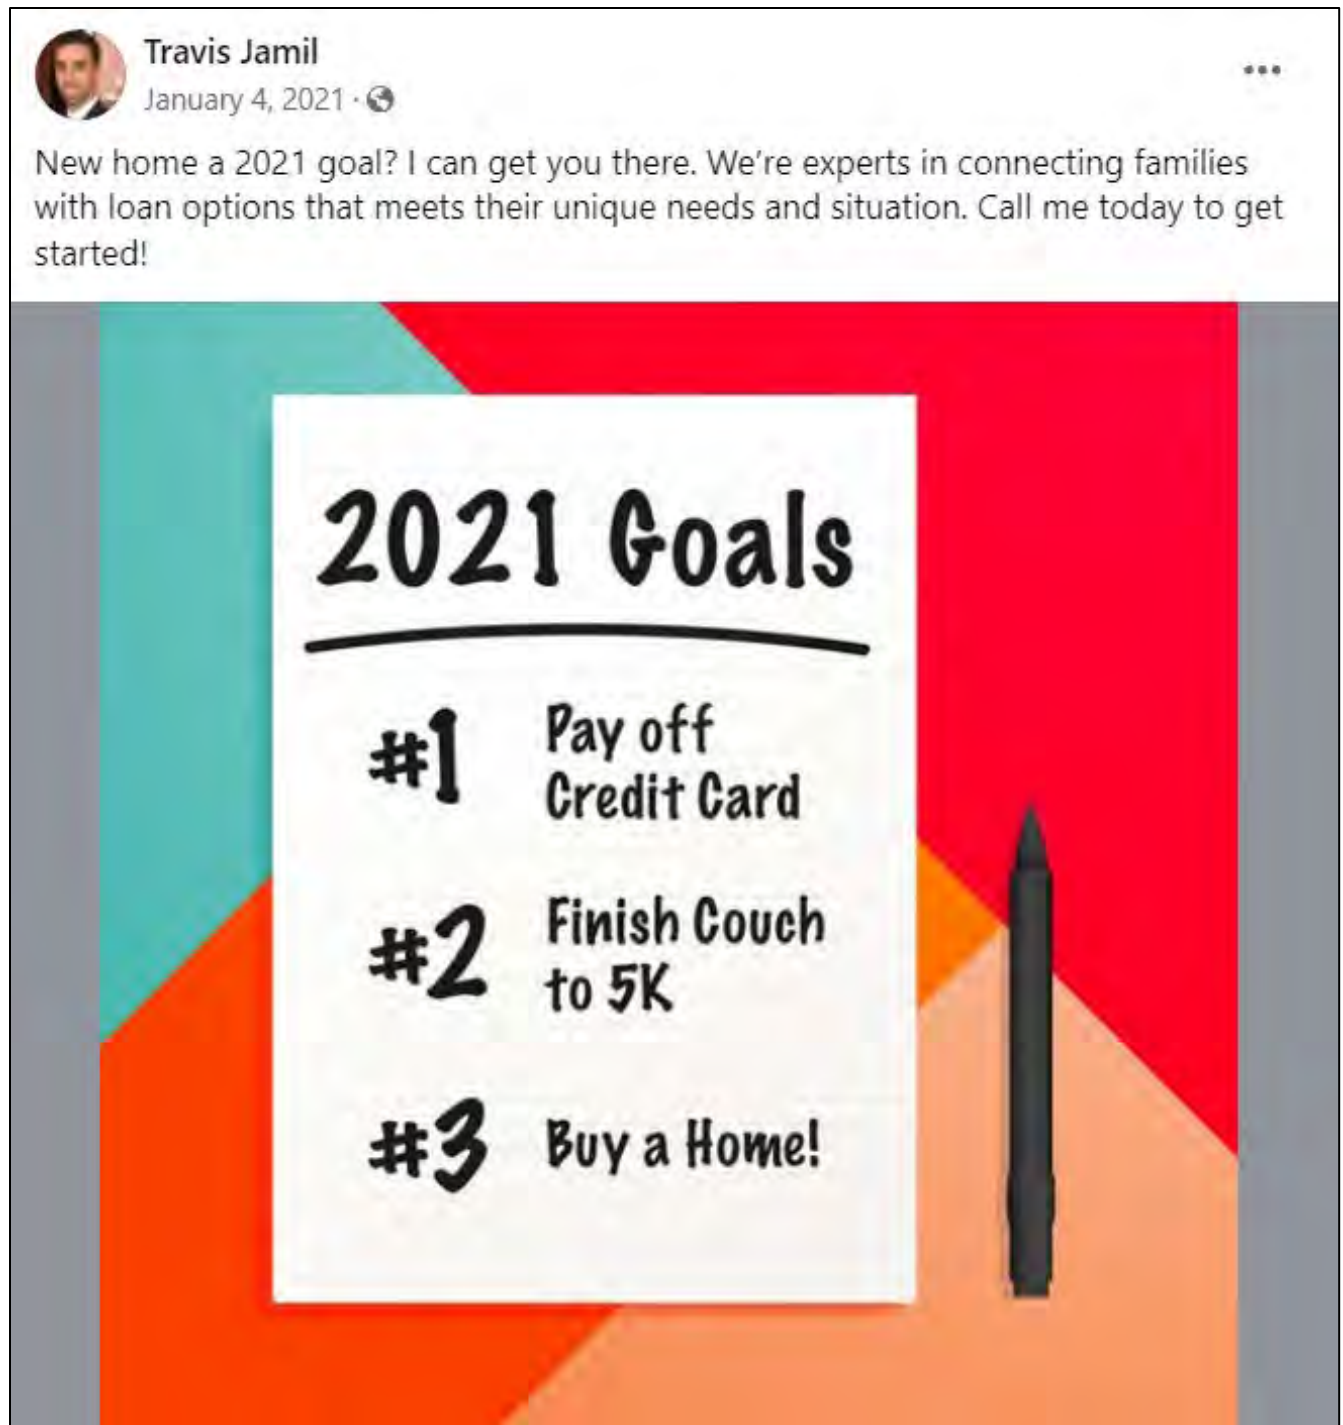 Travis Jamil
January 4, 2021 ·
New home a 2021 goal? I can get you there. We're experts in connecting families
with loan options that meets their unique needs and situation. Call me today to get
started!
2021 Goals
#1 Pay off
Credit Card
#2 Finish Couch
to 5K
#3 Buy a Home!